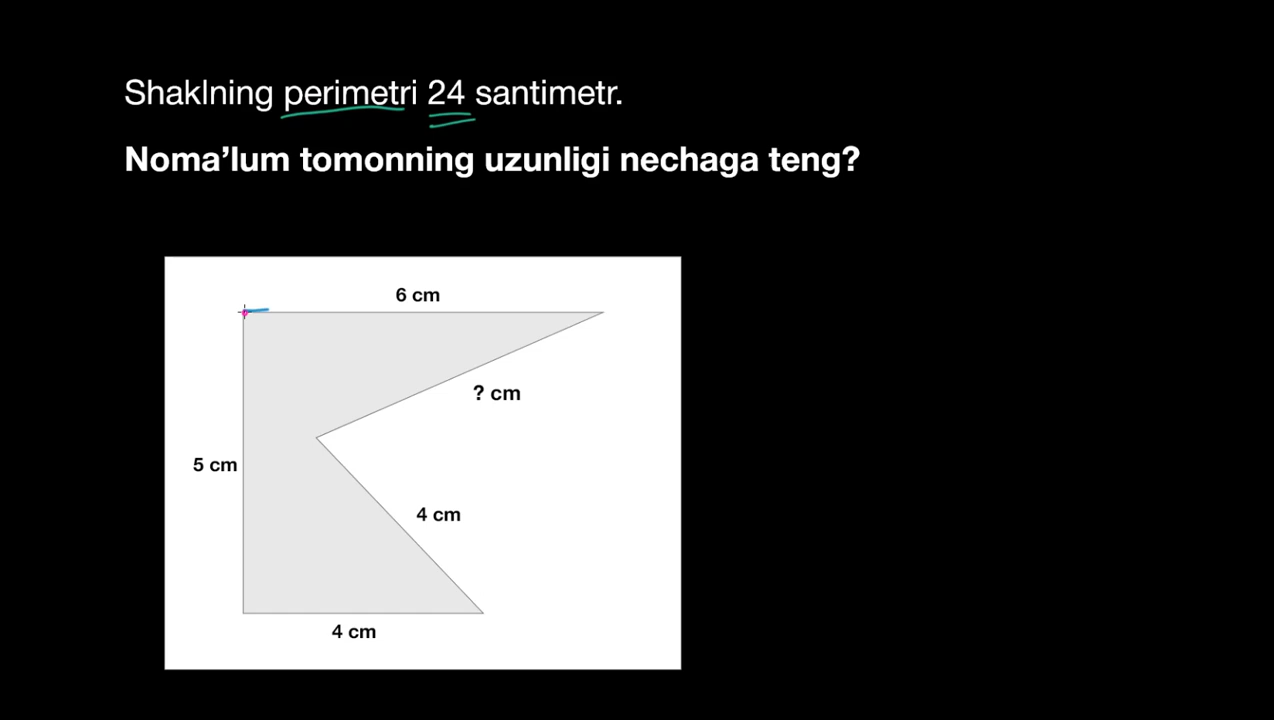 Shaklning perimetri 24 santimetr.
Noma’lum tomonning uzunligi nechaga teng?
6 cm
? cm
5 cm
4 cm
4 cm